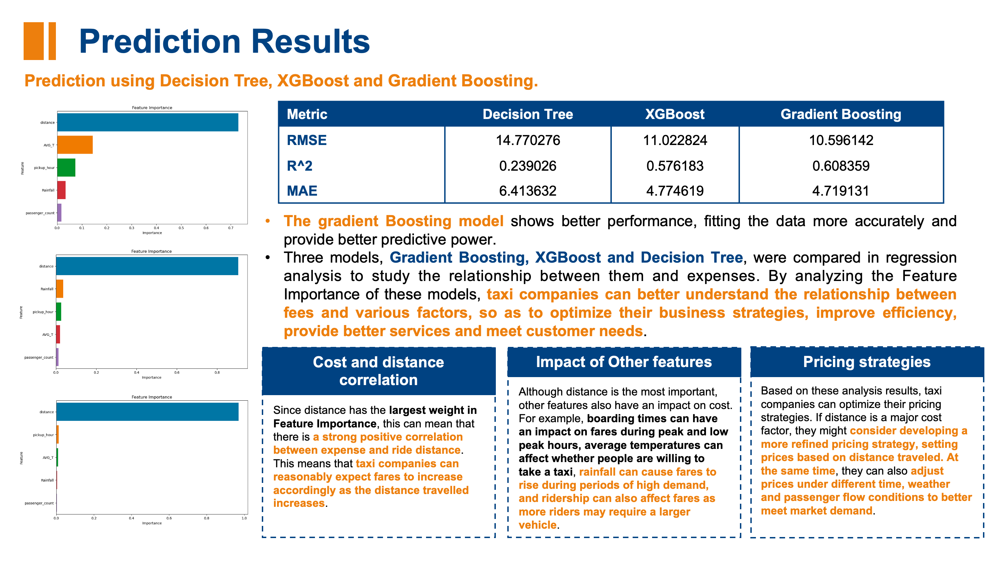 Prediction Results
Prediction using Decision Tree, XGBoost and Gradient Boosting.
Feature Importance
distance
AVG_T
pickup_hour
Rainfall
passenger_count
Feature
0.0 0.1 0.2 0.3 0.4 0.5 0.6 0.7
Importance
Feature Importance
distance
Rainfall
pickup_hour
AVG_T
passenger_count
Feature
0.0 0.2 0.4 0.6 0.8
Importance
Feature Importance
distance
pickup_hour
AVG_T
Rainfall
passenger_count
Feature
0.0 0.2 0.4 0.6 0.8 1.0
Importance
Metric Decision Tree XGBoost Gradient Boosting
RMSE 14.770276 11.022824 10.596142
R^2 0.239026 0.576183 0.608359
MAE 6.413632 4.774619 4.719131
• The gradient Boosting model shows better performance, fitting the data more accurately and
provide better predictive power.
• Three models, Gradient Boosting, XGBoost and Decision Tree, were compared in regression
analysis to study the relationship between them and expenses. By analyzing the Feature
Importance of these models, taxi companies can better understand the relationship between
fees and various factors, so as to optimize their business strategies, improve efficiency,
provide better services and meet customer needs.
Cost and distance
correlation
Since distance has the largest weight in
Feature Importance, this can mean that
there is a strong positive correlation
between expense and ride distance.
This means that taxi companies can
reasonably expect fares to increase
accordingly as the distance travelled
increases.
Impact of Other features
Although distance is the most important,
other features also have an impact on cost.
For example, boarding times can have
an impact on fares during peak and low
peak hours, average temperatures can
affect whether people are willing to
take a taxi, rainfall can cause fares to
rise during periods of high demand,
and ridership can also affect fares as
more riders may require a larger
vehicle.
Pricing strategies
Based on these analysis results, taxi
companies can optimize their pricing
strategies. If distance is a major cost
factor, they might consider developing a
more refined pricing strategy, setting
prices based on distance traveled. At
the same time, they can also adjust
prices under different time, weather
and passenger flow conditions to better
meet market demand.